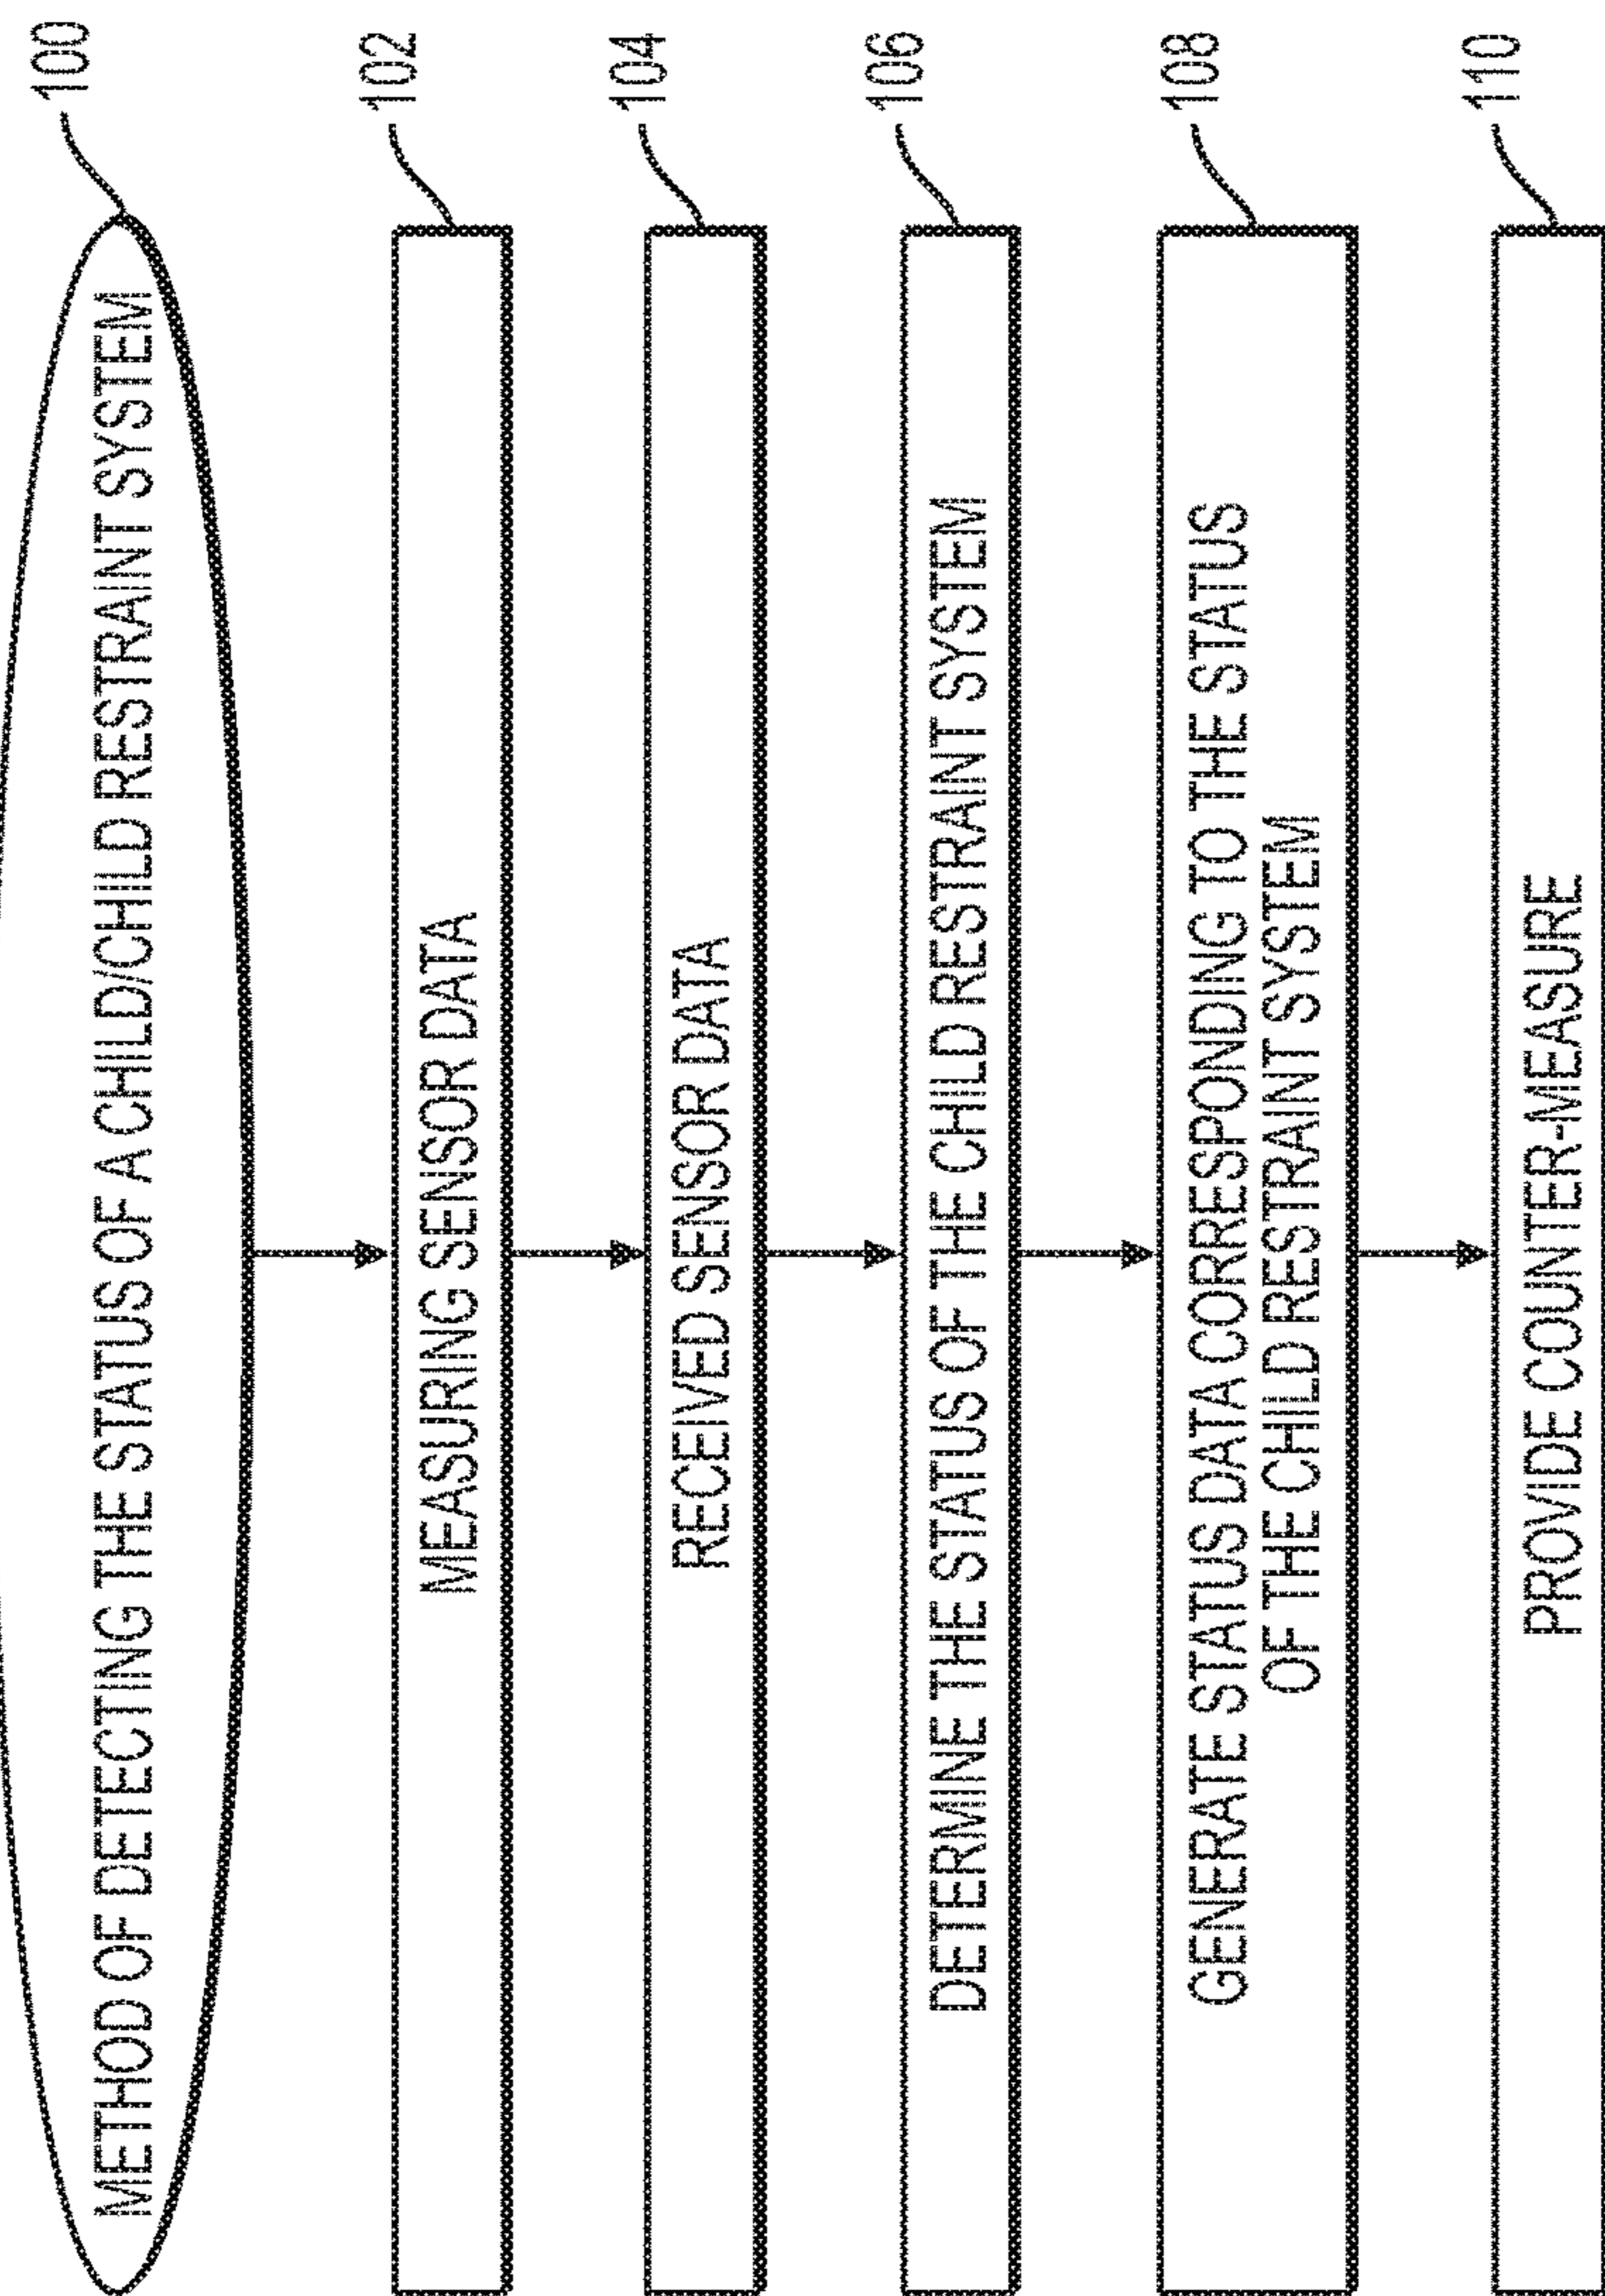 100
METHOD OF DETECTING THE STATUS OF A CHILD/CHILD RESTRAINT SYSTEM
102
MEASURING SENSOR DATA
104
RECEIVED SENSOR DATA
106
DETERMINE THE STATUS OF THE CHILD RESTRAINT SYSTEM
108
GENERATE STATUS DATA CORRESPONDING TO THE STATUS
OF THE CHILD RESTRAINT SYSTEM
110
PROVIDE COUNTER-MEASURE